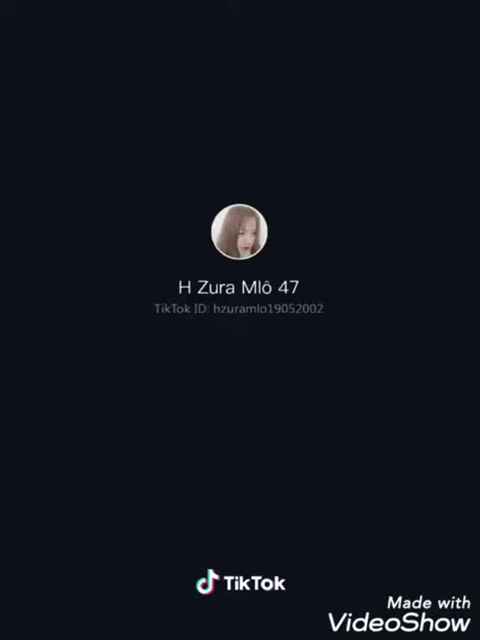 H Zura Mlô 47
TikTok ID: hzuramlo19052002
TikTok
Made with
VideoShow